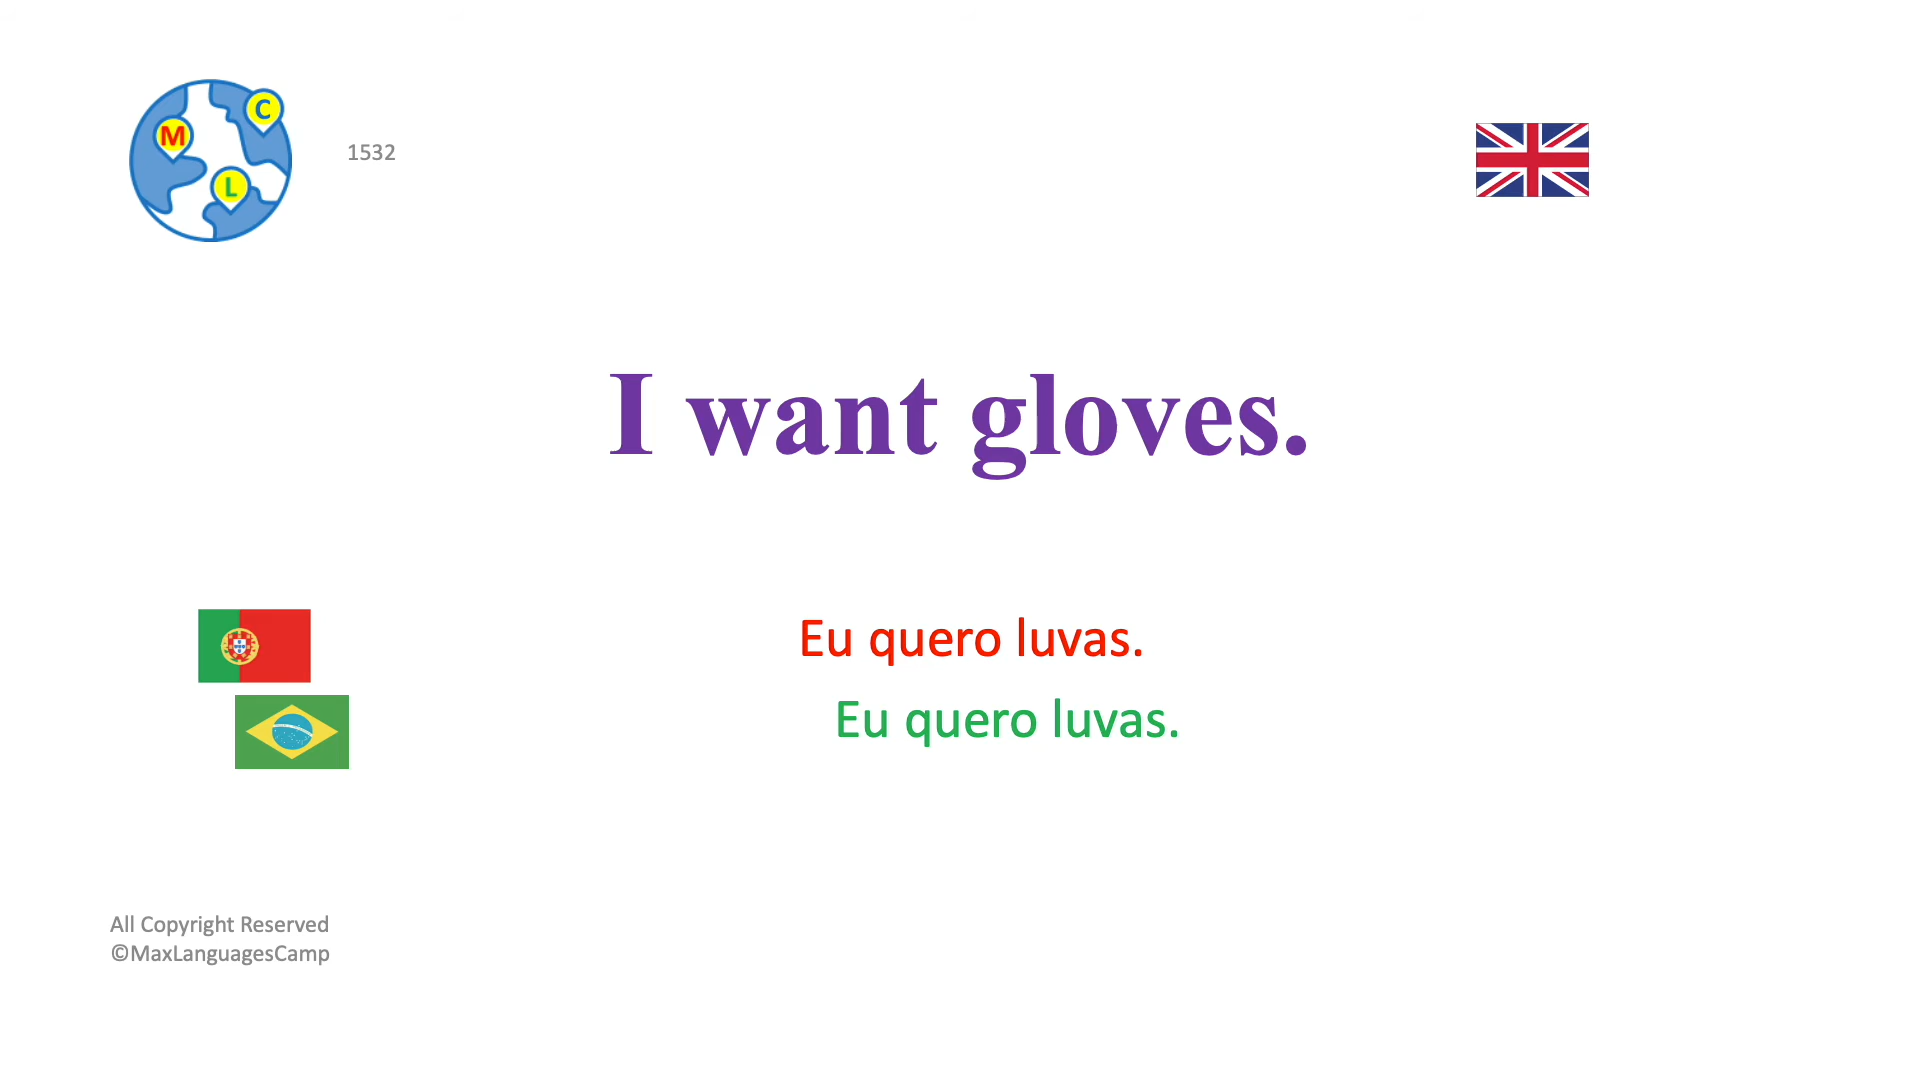 C
M
L
1532
I want gloves.
Eu quero luvas.
Eu quero luvas.
All Copyright Reserved
©MaxLanguagesCamp